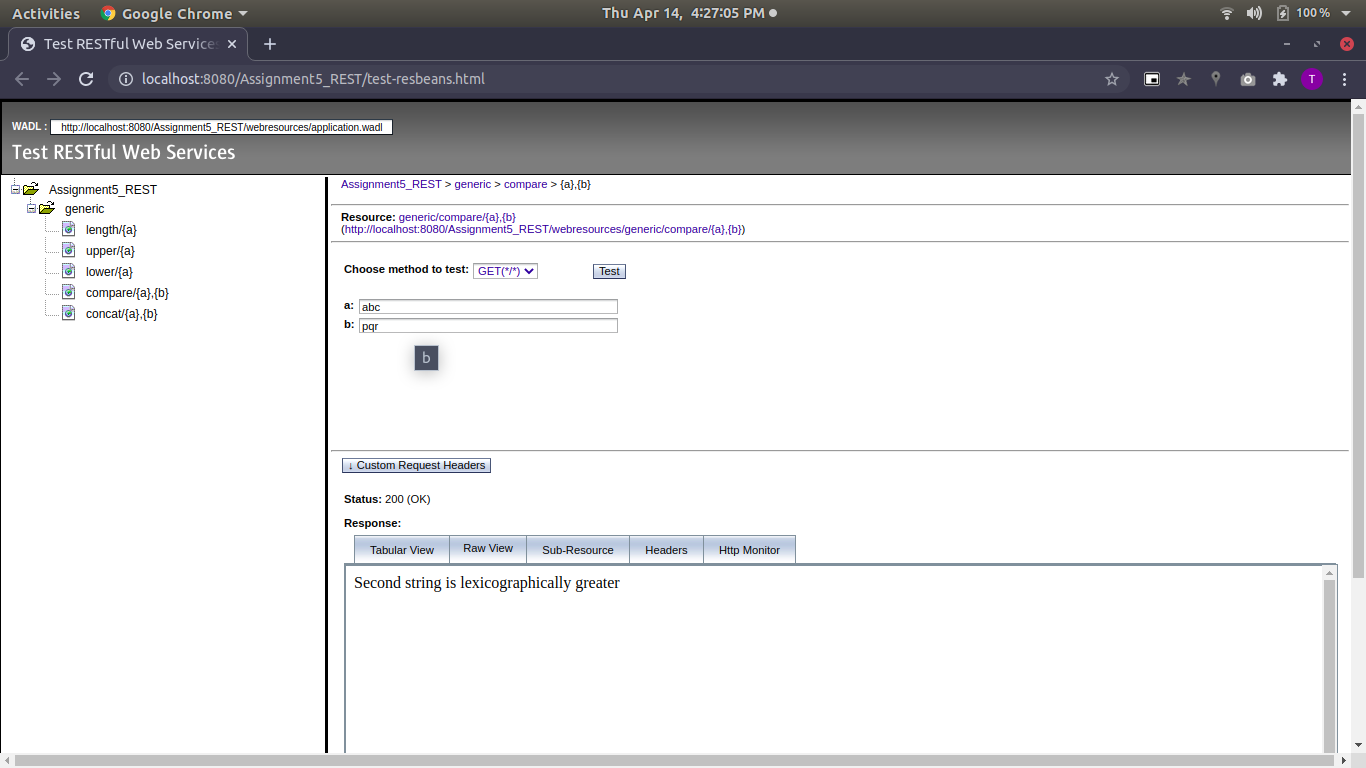 Activities Google Chrome Thu Apr 14, 4:27:05 PM 100 %
Test RESTful Web Services
localhost:8080/Assignment5_REST/test-resbeans.html T
WADL : http://localhost:8080/Assignment5_REST/webresources/application.wadl
Test RESTful Web Services
Assignment5_REST
generic
length/{a}
upper/{a}
lower/{a}
compare/{a},{b}
concat/{a},{b}
Assignment5_REST > generic > compare > {a},{b}
Resource: generic/compare/{a},{b}
(http://localhost:8080/Assignment5_REST/webresources/generic/compare/{a},{b})
Choose method to test: GET(*/*) Test
a: abc
b: pqr
b
↓ Custom Request Headers
Status: 200 (OK)
Response:
Tabular View Raw View Sub-Resource Headers Http Monitor
Second string is lexicographically greater